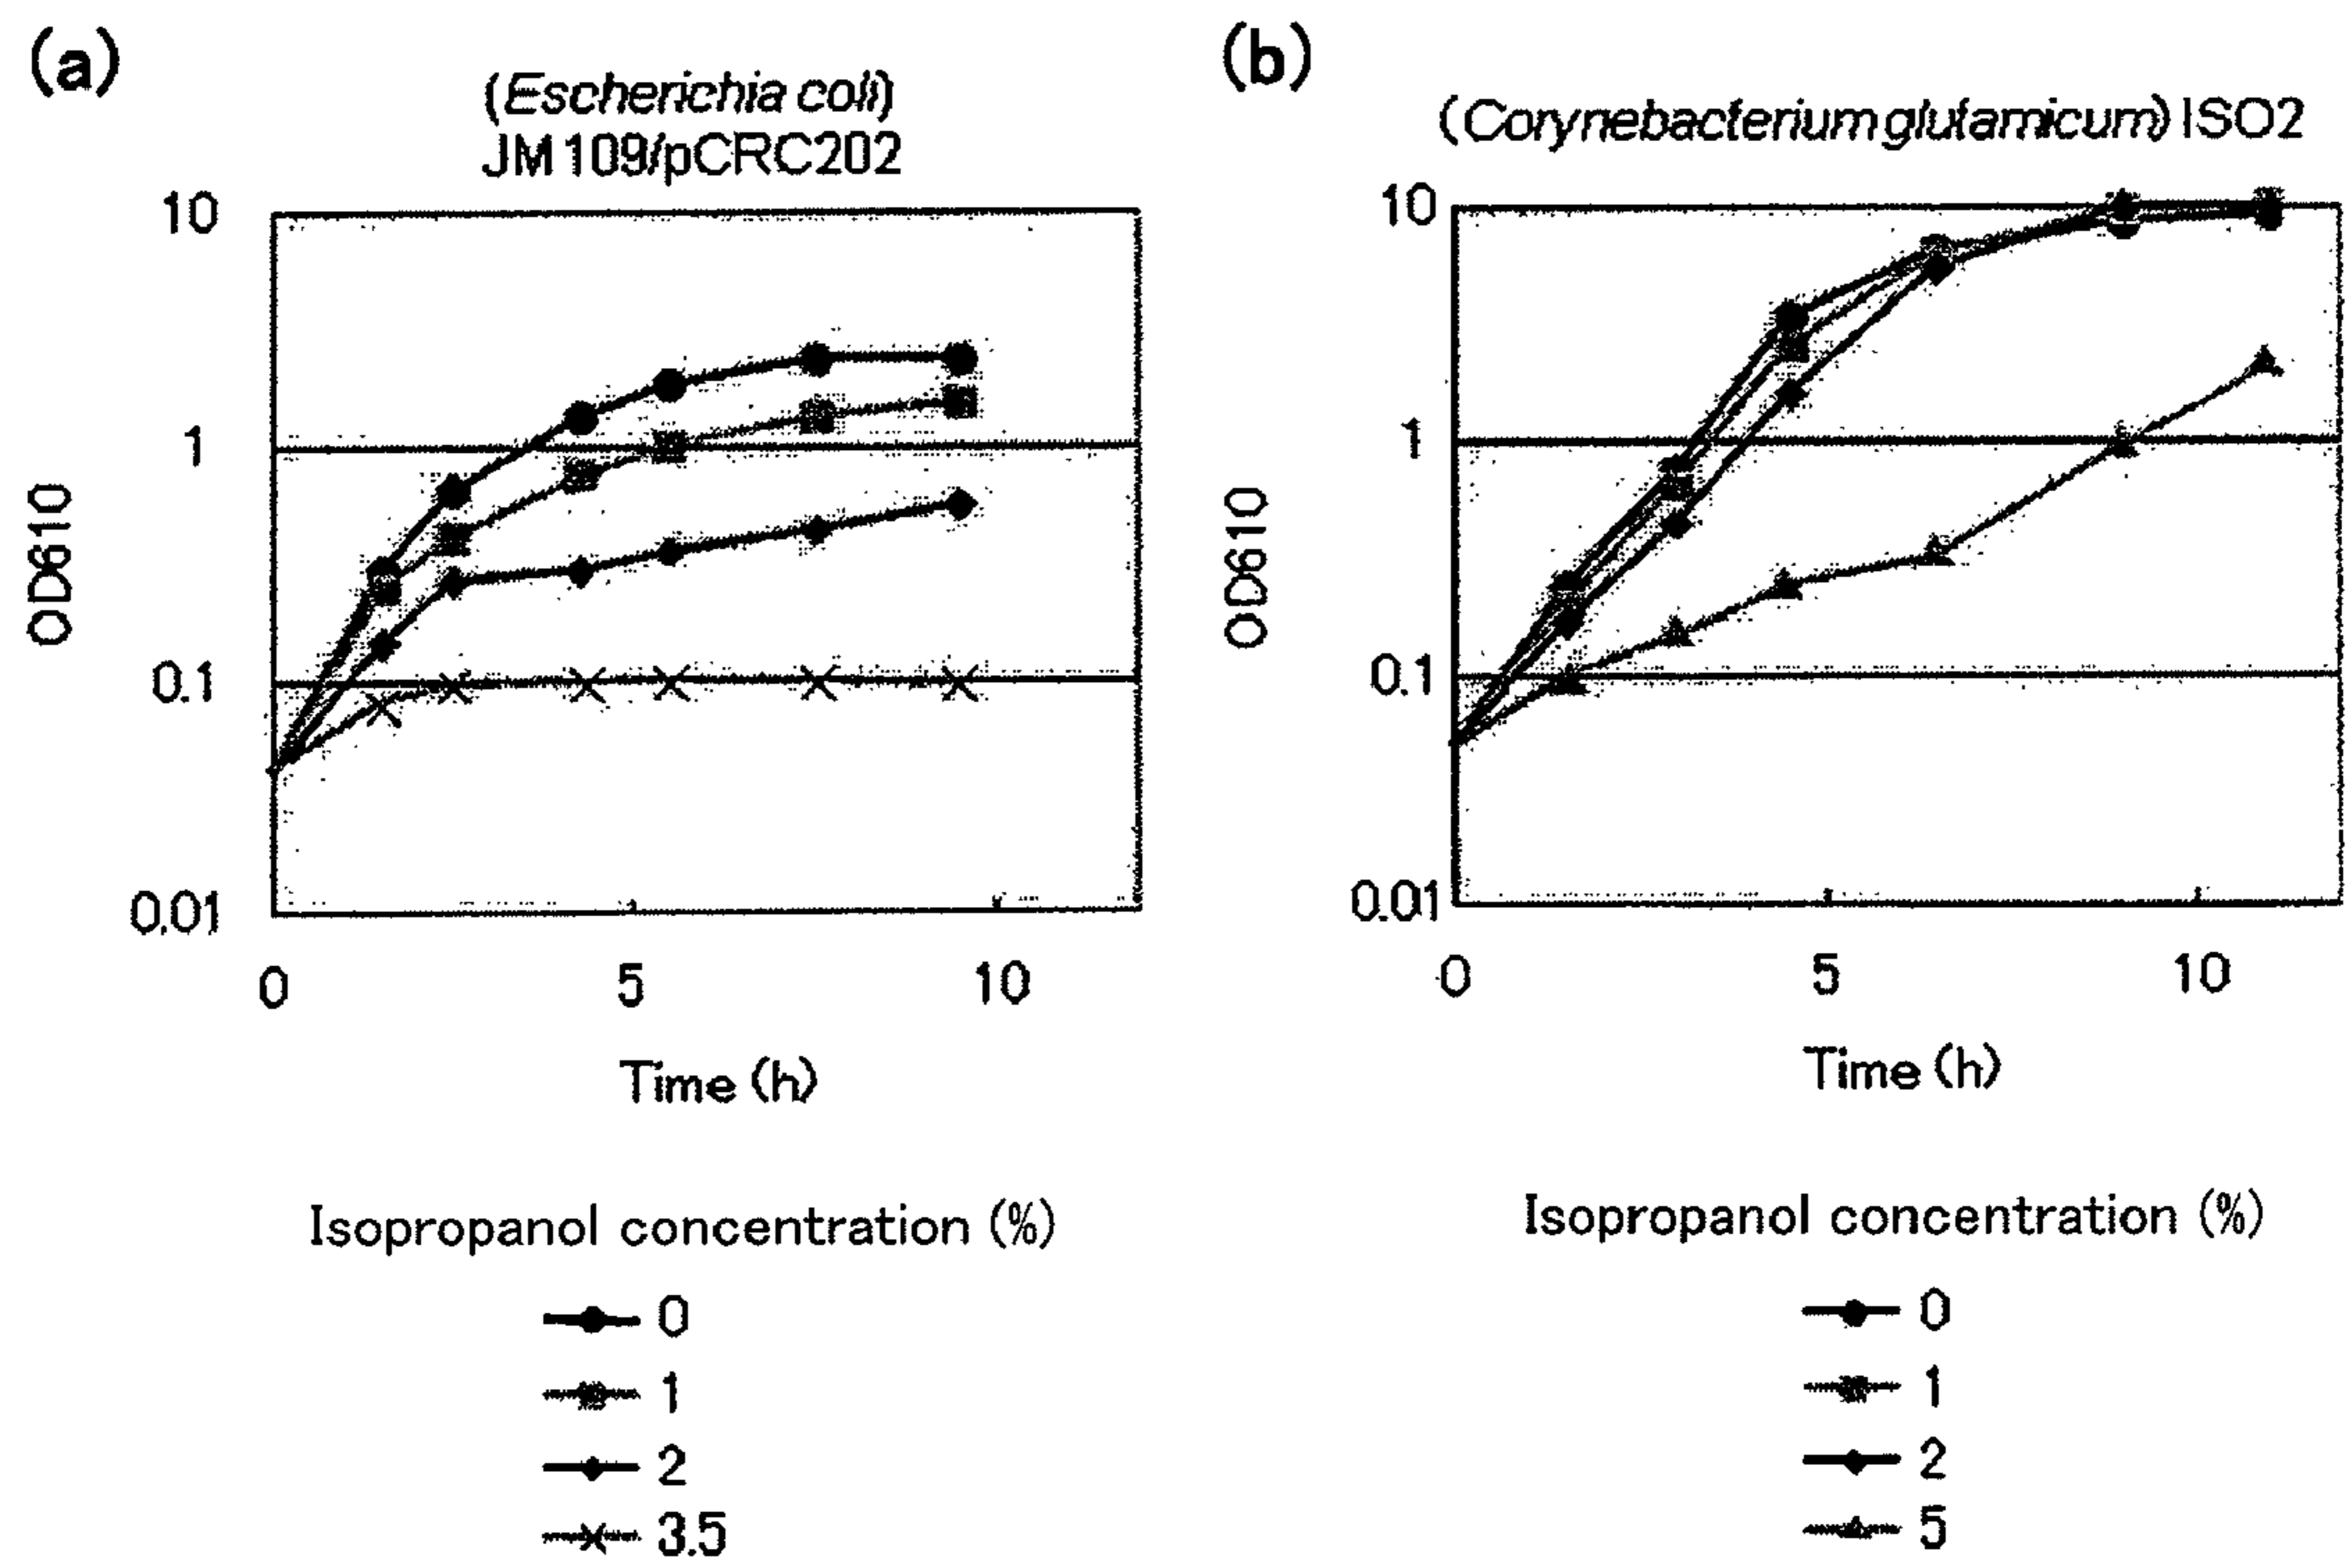 (a)
(Escherichia coli)
JM109/pCRC202
10
1
0.1
0.01
OD610
0
5
10
Time (h)
Isopropanol concentration (%)
0
1
2
3.5
(b)
(Corynebacterium glutamicum) ISO2
10
1
0.1
0.01
OD610
0
5
10
Time (h)
Isopropanol concentration (%)
0
1
2
5